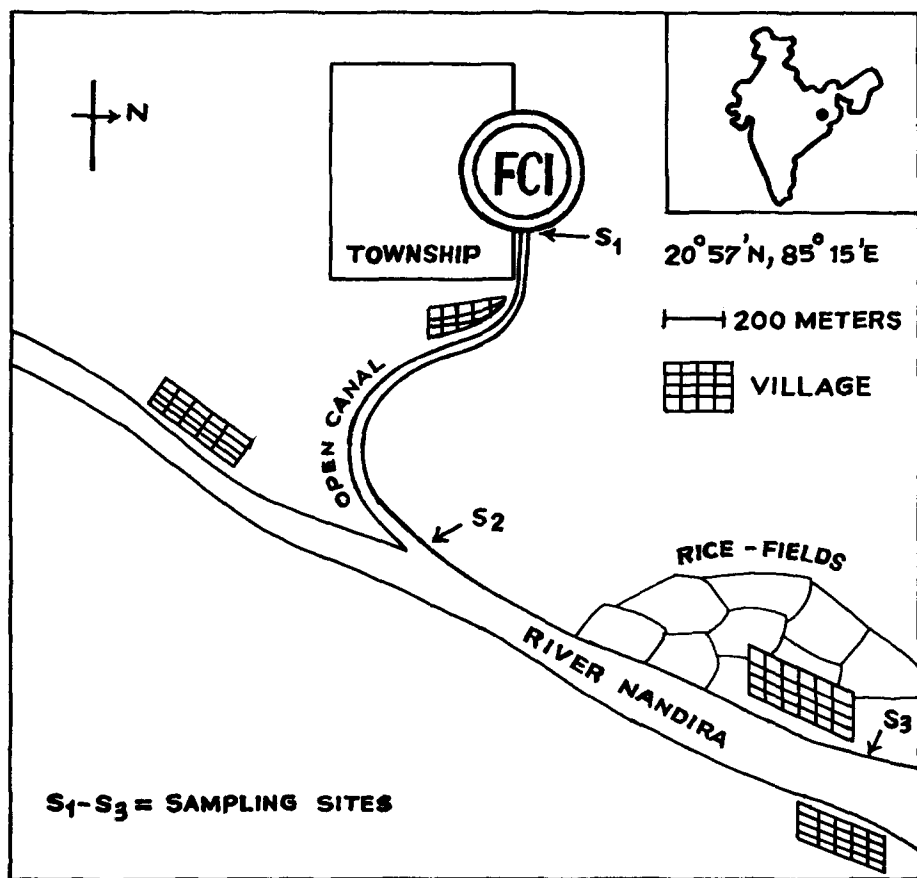 N
FCI
S1
TOWNSHIP
20°57'N, 85°15'E
200 METERS
VILLAGE
OPEN CANAL
S2
RICE - FIELDS
RIVER NANDIRA
S3
S1-S3 = SAMPLING SITES